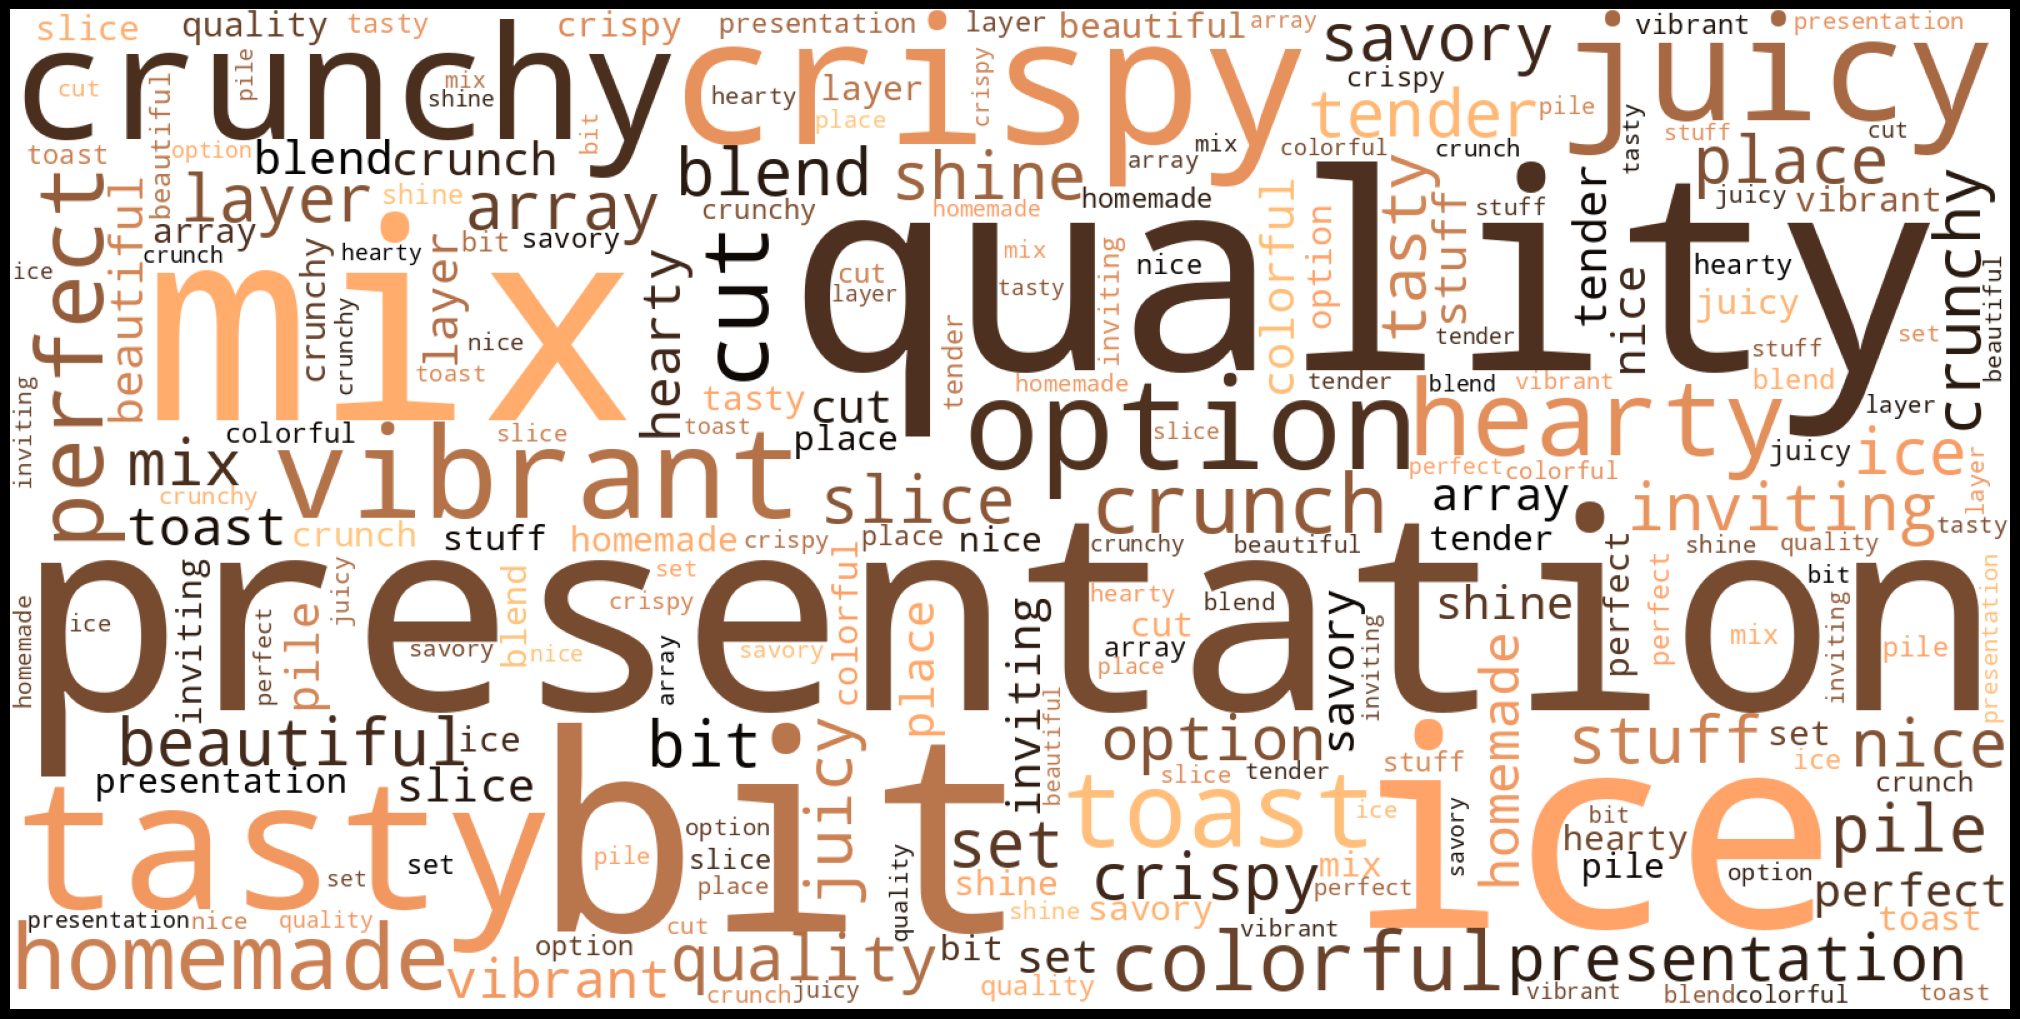 slice quality tasty crispy presentation layer beautiful array savory vibrant presentation
crunchy crispy juicy
cut pile mix shine hearty layer crispy place crispy tender pile tasty stuff cut
toast beautiful option blend crunch bit blend shine array mix colorful crunch place
perfect beautiful layer shine array crunchy homemade homemade colorful option tasty stuff stuff tender juicy vibrant crunchy
array crunch crunchy hearty layer bit savory hearty cut quality nice hearty beautiful
ice mix crunchy nice toast cut layer mix tasty inviting nice tender juicy stuff set
inviting tasty toast tender homemade tender blend vibrant blend layer
colorful slice cut place option slice hearty juicy ice
mix vibrant crunchy slice crunch perfect colorful array inviting layer tasty
toast crunch stuff homemade crispy place nice crunchy beautiful tender shine quality
presentation
homemade ice inviting perfect pile juicy savory blend nice set crispy array savory colorful place inviting hearty blend cut array place savory inviting shine perfect perfect mix bit inviting pile presentation
beautiful ice bit juicy beautiful option homemade stuff set nice
presentation slice slice tender stuff ice crunch
tasty bit toast ice ice
set set pile option slice place set crispy mix savory bit hearty pile option pile
presentation nice quality quality shine shine savory perfect perfect toast
homemade option cut bit set vibrant colorful presentation
vibrant quality crunch juicy quality vibrant blend colorful toast